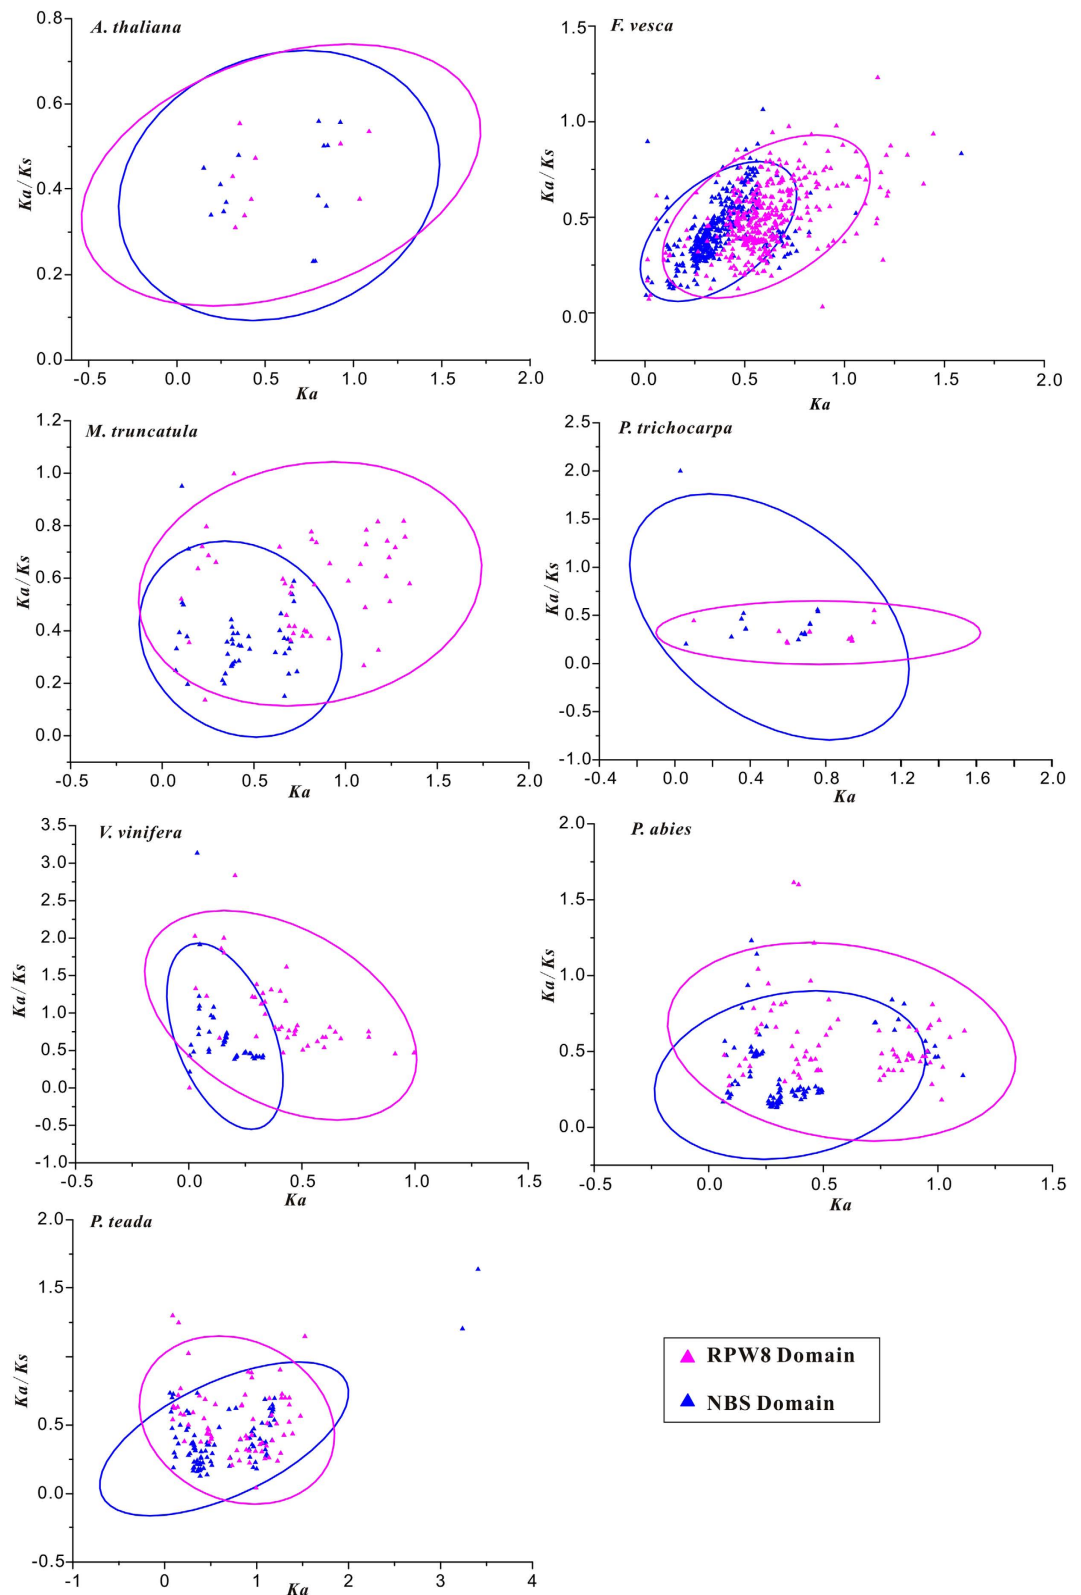 A. thaliana
Ka/Ks
0.8
0.6
0.4
0.2
0.0
-0.5 0.0 0.5 1.0 1.5 2.0
Ka
F. vesca
Ka/Ks
1.5
1.0
0.5
0.0
0.0 0.5 1.0 1.5 2.0
Ka
M. truncatula
Ka/Ks
1.2
1.0
0.8
0.6
0.4
0.2
0.0
-0.5 0.0 0.5 1.0 1.5 2.0
Ka
P. trichocarpa
Ka/Ks
2.5
2.0
1.5
1.0
0.5
0.0
-0.5
-1.0
-0.4 0.0 0.4 0.8 1.2 1.6 2.0
Ka
V. vinifera
Ka/Ks
3.5
3.0
2.5
2.0
1.5
1.0
0.5
0.0
-0.5
-1.0
-0.5 0.0 0.5 1.0 1.5
Ka
P. abies
Ka/Ks
2.0
1.5
1.0
0.5
0.0
-0.5 0.0 0.5 1.0 1.5
Ka
P. teada
Ka/Ks
2.0
1.5
1.0
0.5
0.0
-0.5
-1 0 1 2 3 4
Ka
RPW8 Domain
NBS Domain